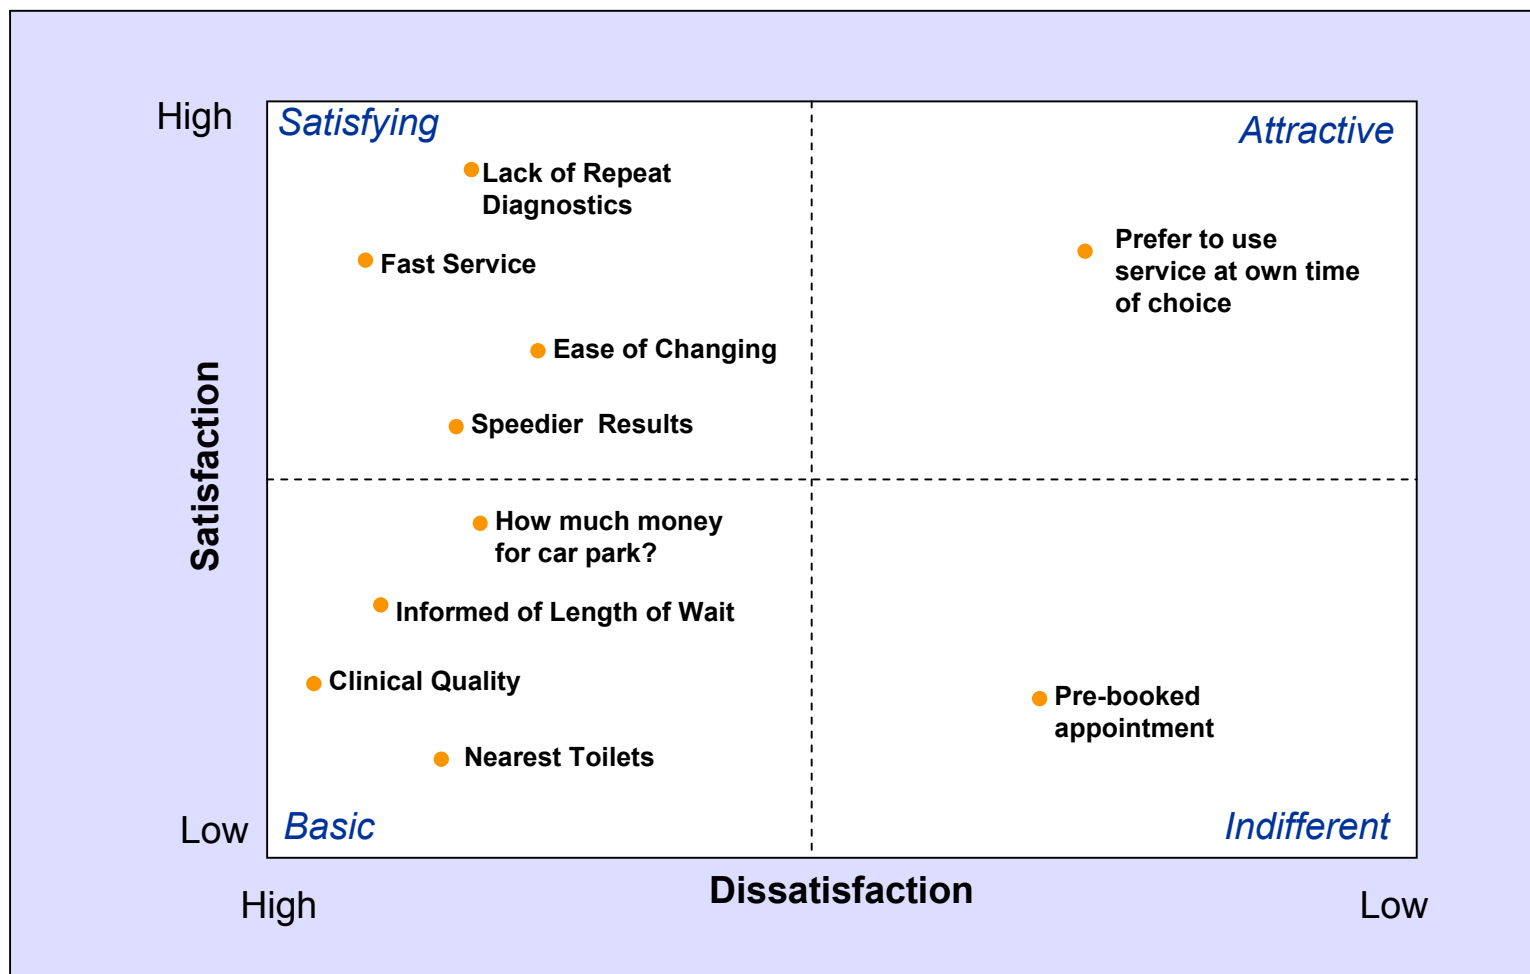 High
Satisfying
Attractive
Lack of Repeat
Diagnostics
Prefer to use
service at own time
of choice
Fast Service
Ease of Changing
Speedier  Results
Satisfaction
How much money
for car park?
Informed of Length of Wait
Clinical Quality
Pre-booked
appointment
Nearest Toilets
Low
Basic
Indifferent
High
Dissatisfaction
Low